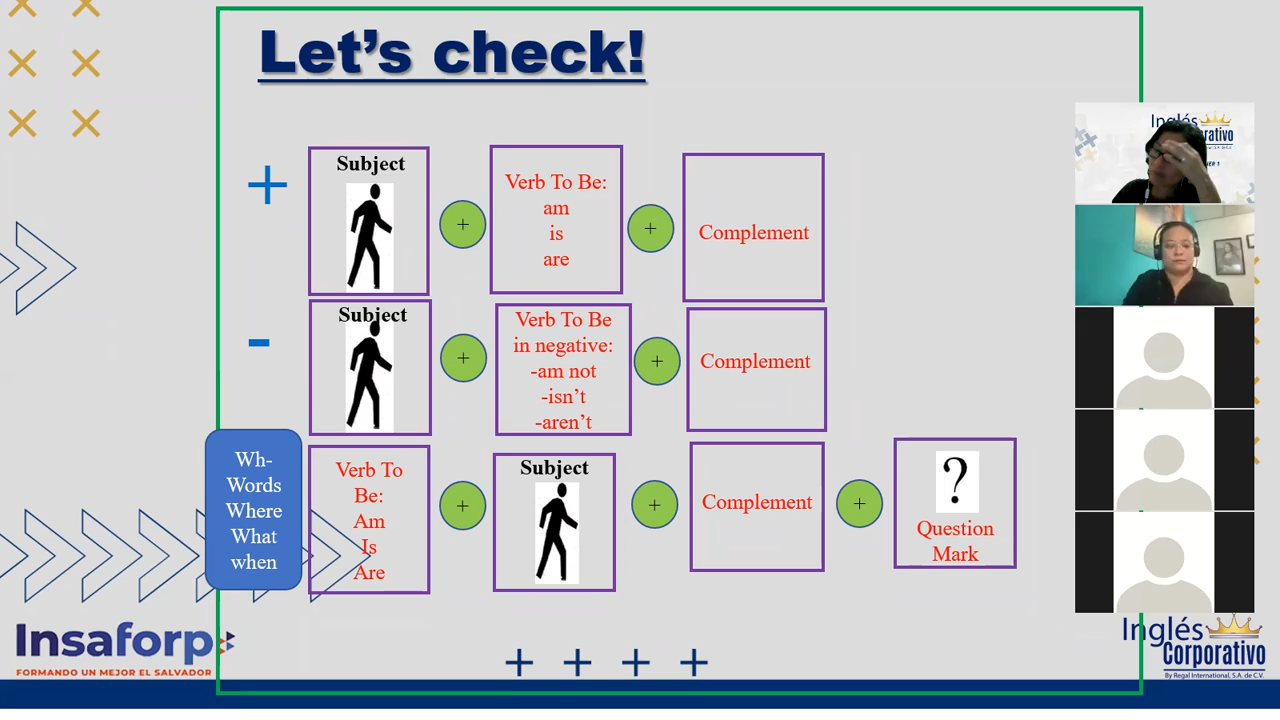 Let's check!
+
Subject
+
Verb To Be:
am
is
are
+
Complement
-
Subject
+
Verb To Be
in negative:
-am not
-isn't
-aren't
+
Complement
Wh-
Words
Where
What
when
Verb To
Be:
Am
Is
Are
+
Subject
+
Complement
+
?
Question
Mark
Insaforp
FORMANDO UN MEJOR EL SALVADOR
Inglés
Corporativo
By Regal International, S.A. de C.V.
Inglés